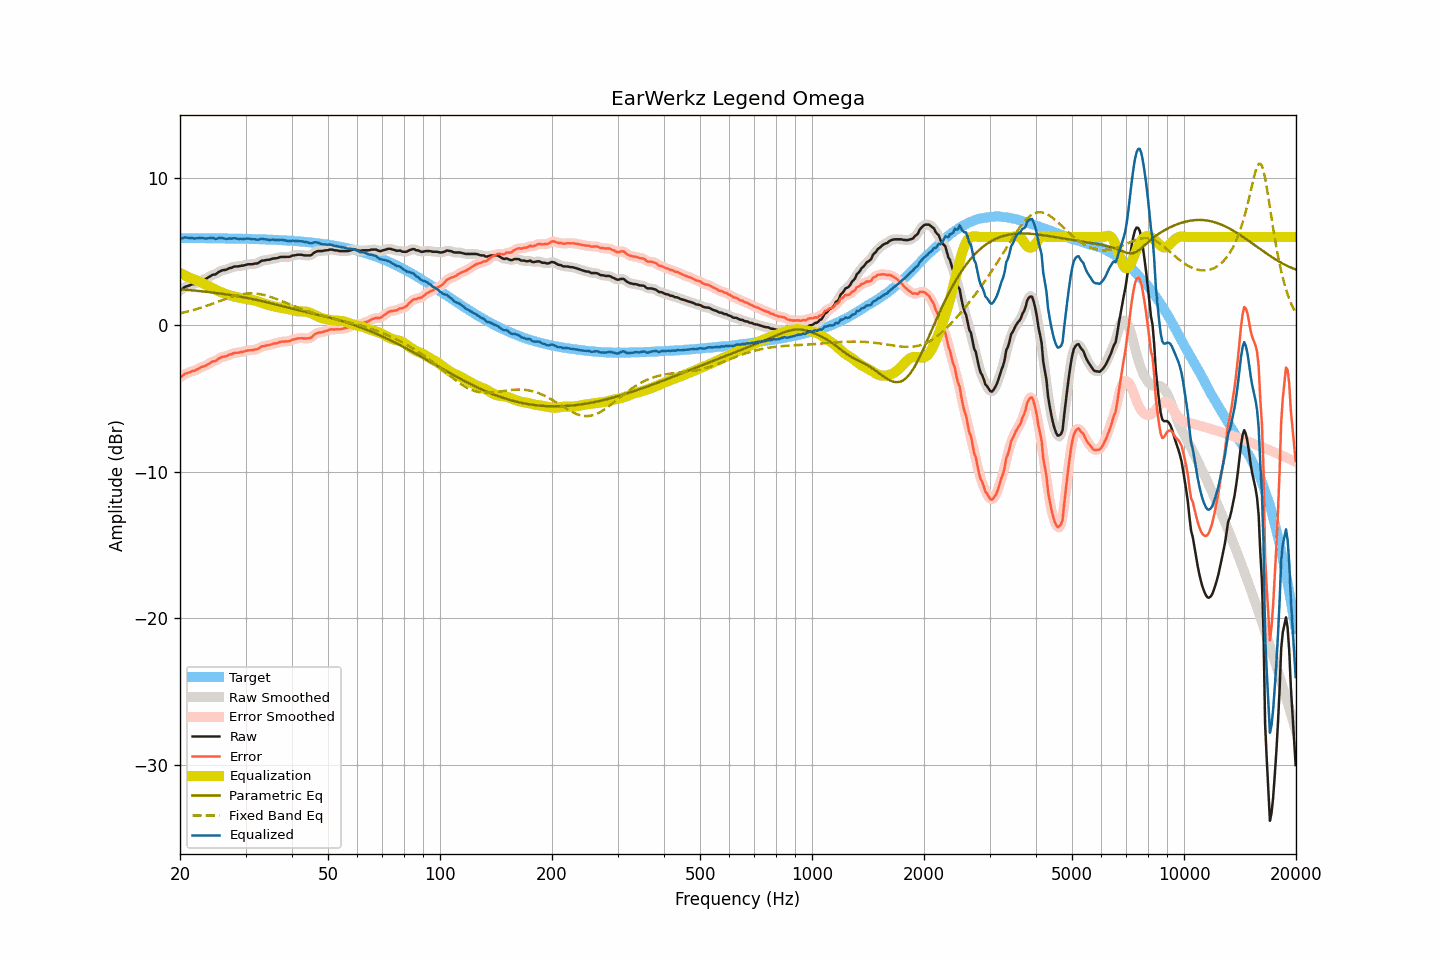 EarWerkz Legend Omega
Amplitude (dBr)
10
0
−10
−20
−30
Target
Raw Smoothed
Error Smoothed
Raw
Error
Equalization
Parametric Eq
Fixed Band Eq
Equalized
20 50 100 200 500 1000 2000 5000 10000 20000
Frequency (Hz)